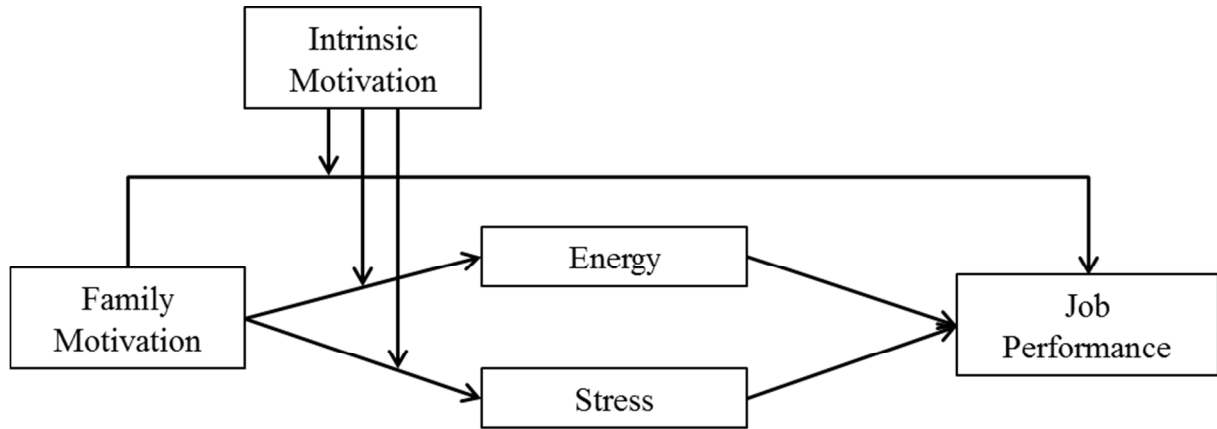 Intrinsic
Motivation
Energy
Family
Motivation
Job
Performance
Stress